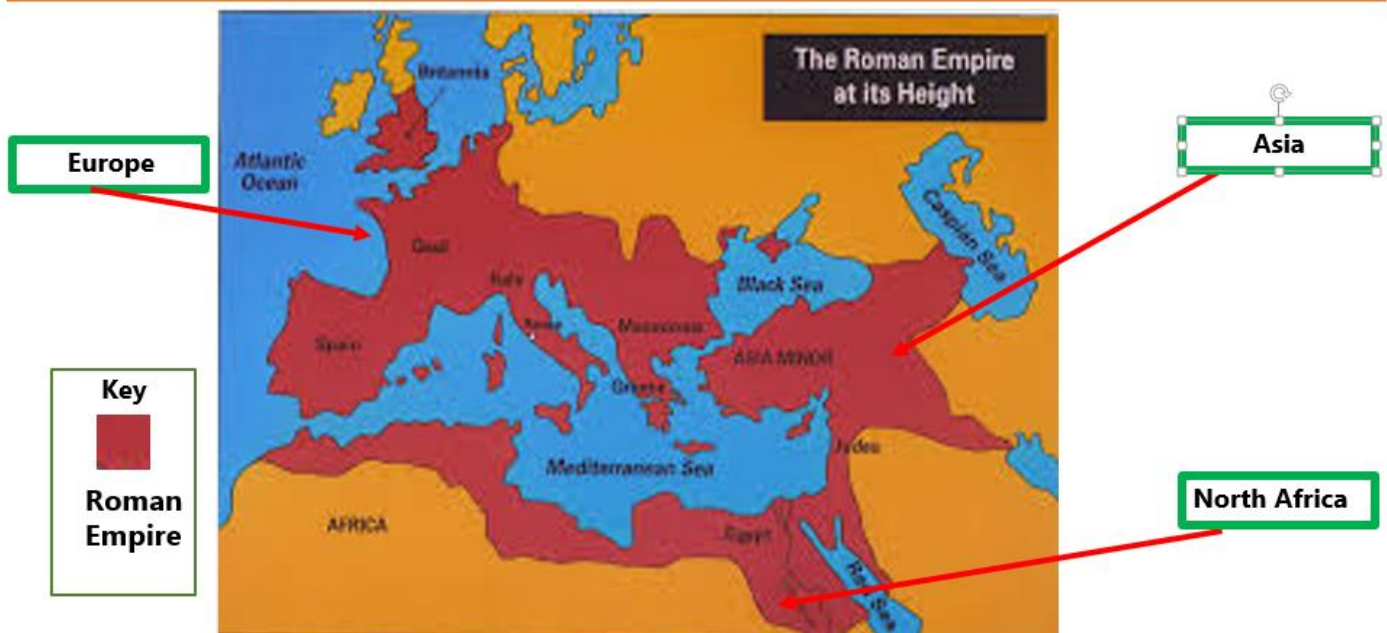 The Roman Empire
at its Height
Britannia
Europe
Asia
Atlantic
Ocean
Caspian Sea
Gaul
Italy
Black Sea
Rome
Macedonia
Spain
ASIA MINOR
Key
Greece
Judea
Mediterranean Sea
Roman
Empire
North Africa
AFRICA
Egypt
Red Sea